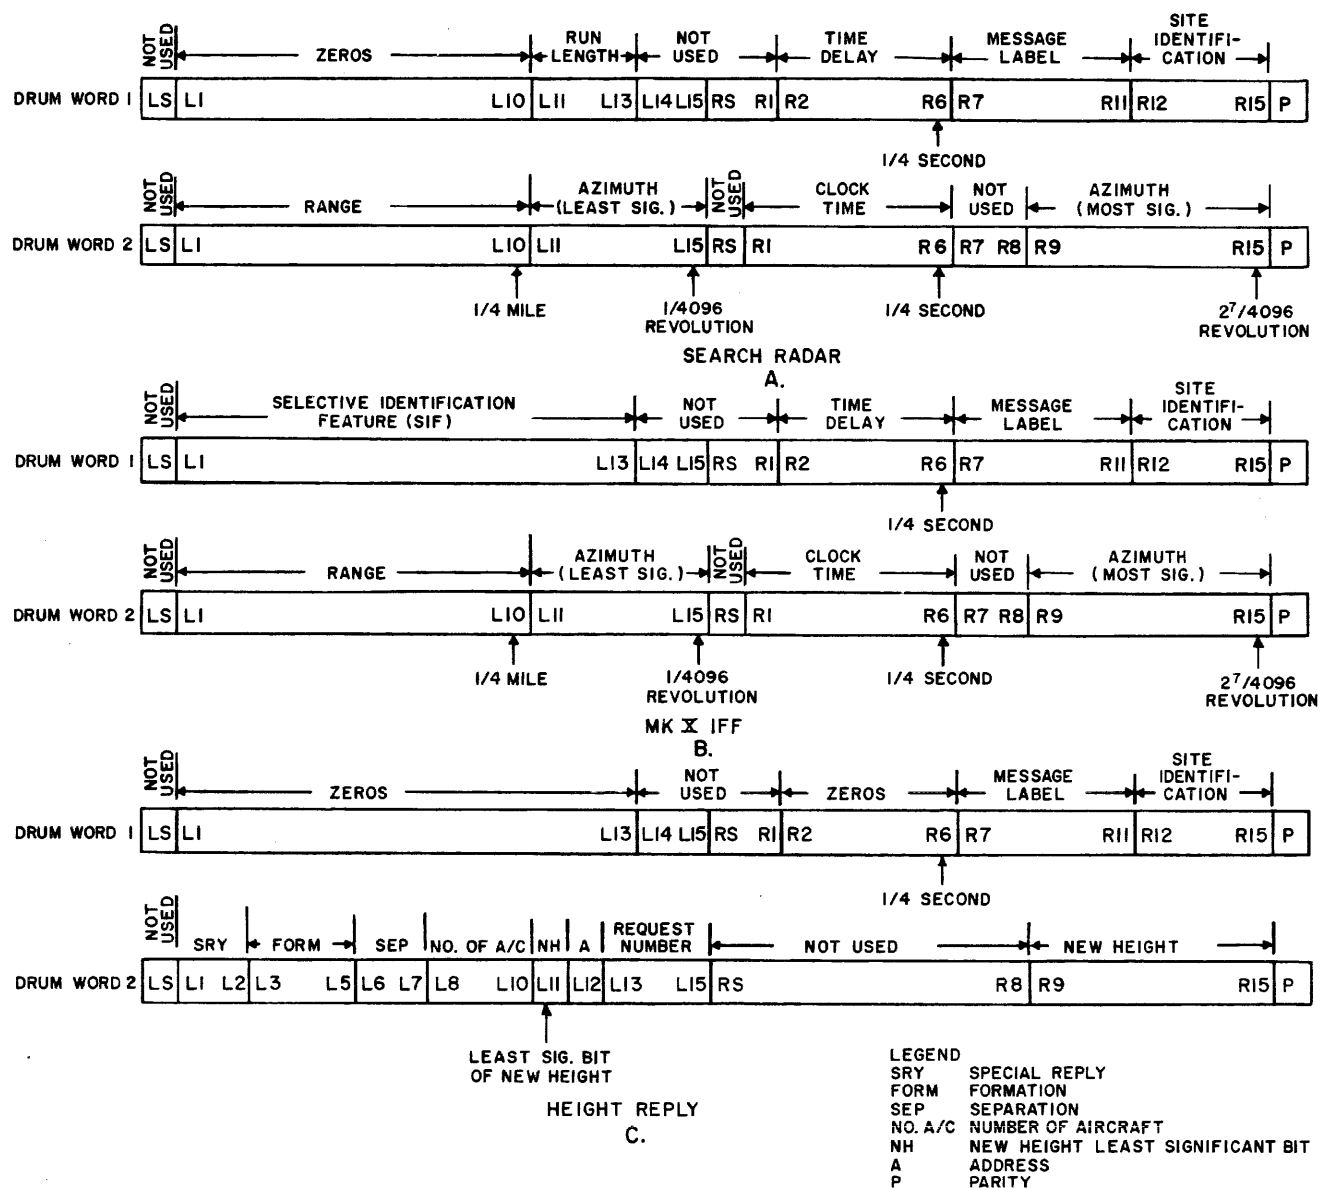 NOT USED
ZEROS
RUN LENGTH
NOT USED
TIME DELAY
MESSAGE LABEL
SITE IDENTIFI-CATION
DRUM WORD 1 LS L1 L10 L11 L13 L14 L15 RS R1 R2 R6 R7 R11 R12 R15 P
1/4 SECOND
NOT USED
RANGE
AZIMUTH (LEAST SIG.)
NOT USED
CLOCK TIME
NOT USED
AZIMUTH (MOST SIG.)
DRUM WORD 2 LS L1 L10 L11 L15 RS R1 R6 R7 R8 R9 R15 P
1/4 MILE
1/4096 REVOLUTION
1/4 SECOND
2⁷/4096 REVOLUTION
SEARCH RADAR
A.
NOT USED
SELECTIVE IDENTIFICATION FEATURE (SIF)
NOT USED
TIME DELAY
MESSAGE LABEL
SITE IDENTIFI-CATION
DRUM WORD 1 LS L1 L13 L14 L15 RS R1 R2 R6 R7 R11 R12 R15 P
1/4 SECOND
NOT USED
RANGE
AZIMUTH (LEAST SIG.)
NOT USED
CLOCK TIME
NOT USED
AZIMUTH (MOST SIG.)
DRUM WORD 2 LS L1 L10 L11 L15 RS R1 R6 R7 R8 R9 R15 P
1/4 MILE
1/4096 REVOLUTION
1/4 SECOND
2⁷/4096 REVOLUTION
MK X IFF
B.
NOT USED
ZEROS
NOT USED
ZEROS
MESSAGE LABEL
SITE IDENTIFI-CATION
DRUM WORD 1 LS L1 L13 L14 L15 RS R1 R2 R6 R7 R11 R12 R15 P
1/4 SECOND
NOT USED
SRY
FORM
SEP
NO. OF A/C
NH
A
REQUEST NUMBER
NOT USED
NEW HEIGHT
DRUM WORD 2 LS L1 L2 L3 L5 L6 L7 L8 L10 L11 L12 L13 L15 RS R8 R9 R15 P
LEAST SIG. BIT OF NEW HEIGHT
HEIGHT REPLY
C.
LEGEND
SRY SPECIAL REPLY
FORM FORMATION
SEP SEPARATION
NO. A/C NUMBER OF AIRCRAFT
NH NEW HEIGHT LEAST SIGNIFICANT BIT
A ADDRESS
P PARITY